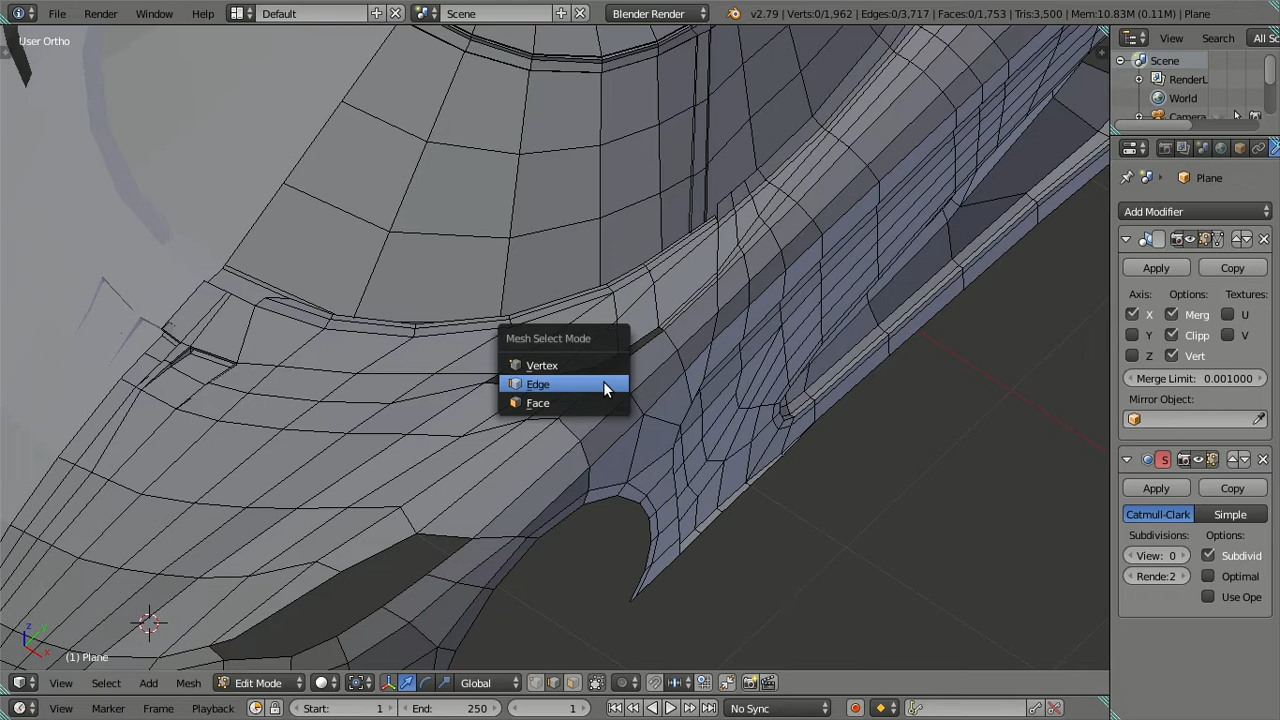 File Render Window Help Default Scene Blender Render v2.79 | Verts:0/1,962 | Edges:0/3,717 | Faces:0/1,753 | Tris:3,500 | Mem:10.83M (0.11M) | Plane
User Ortho
View Search All Sc
Scene
RenderL
World
Camera
Plane
Add Modifier
Apply Copy
Axis: Options: Textures:
X Merg U
Y Clipp V
Z Vert
Merge Limit: 0.001000
Mirror Object:
S
Apply Copy
Catmull-Clark Simple
Subdivisions: Options:
View: 0 Subdivid
Rende:2 Optimal
Use Ope
Mesh Select Mode
Vertex
Edge
Face
z
y
x
(1) Plane
View Select Add Mesh Edit Mode Global
View Marker Frame Playback Start: 1 End: 250 1 No Sync